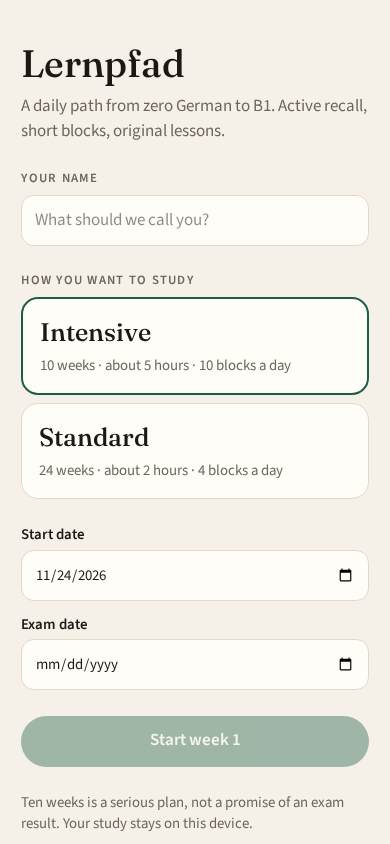 Lernpfad
A daily path from zero German to B1. Active recall,
short blocks, original lessons.
YOUR NAME
What should we call you?
HOW YOU WANT TO STUDY
Intensive
10 weeks · about 5 hours · 10 blocks a day
Standard
24 weeks · about 2 hours · 4 blocks a day
Start date
11/24/2026
Exam date
mm/dd/yyyy
Start week 1
Ten weeks is a serious plan, not a promise of an exam
result. Your study stays on this device.